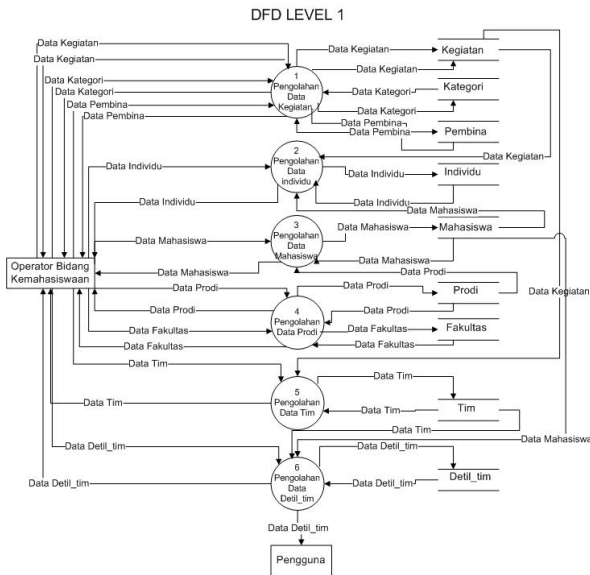 DFD LEVEL 1
Data Kegiatan
Data Kegiatan
Kegiatan
Data Kegiatan
Data Kegiatan
1
Pengolahan
Data
Kegiatan
Data Kategori
Data Kategori
Kategori
Data Kategori
Data Kategori
Data Pembina
Data Pembina
Data Pembina
Data Pembina
Pembina
2
Pengolahan
Data
individu
Data Kegiatan
Data Individu
Data Individu
Individu
Data Individu
Data Individu
Data Mahasiswa
3
Pengolahan
Data
Mahasiswa
Data Mahasiswa
Data Mahasiswa
Mahasiswa
Operator Bidang
Kemahasiswaan
Data Mahasiswa
Data Mahasiswa
Data Prodi
Data Prodi
Data Prodi
Prodi
Data Kegiatan
4
Pengolahan
Data Prodi
Data Prodi
Data Prodi
Data Fakultas
Data Fakultas
Fakultas
Data Fakultas
Data Fakultas
Data Tim
Data Tim
5
Pengolahan
Data Tim
Data Tim
Data Tim
Tim
Data Tim
Data Mahasiswa
Data Detil_tim
Data Detil_tim
6
Pengolahan
Data
Detil_tim
Data Detil_tim
Data Detil_tim
Detil_tim
Data Detil_tim
Pengguna